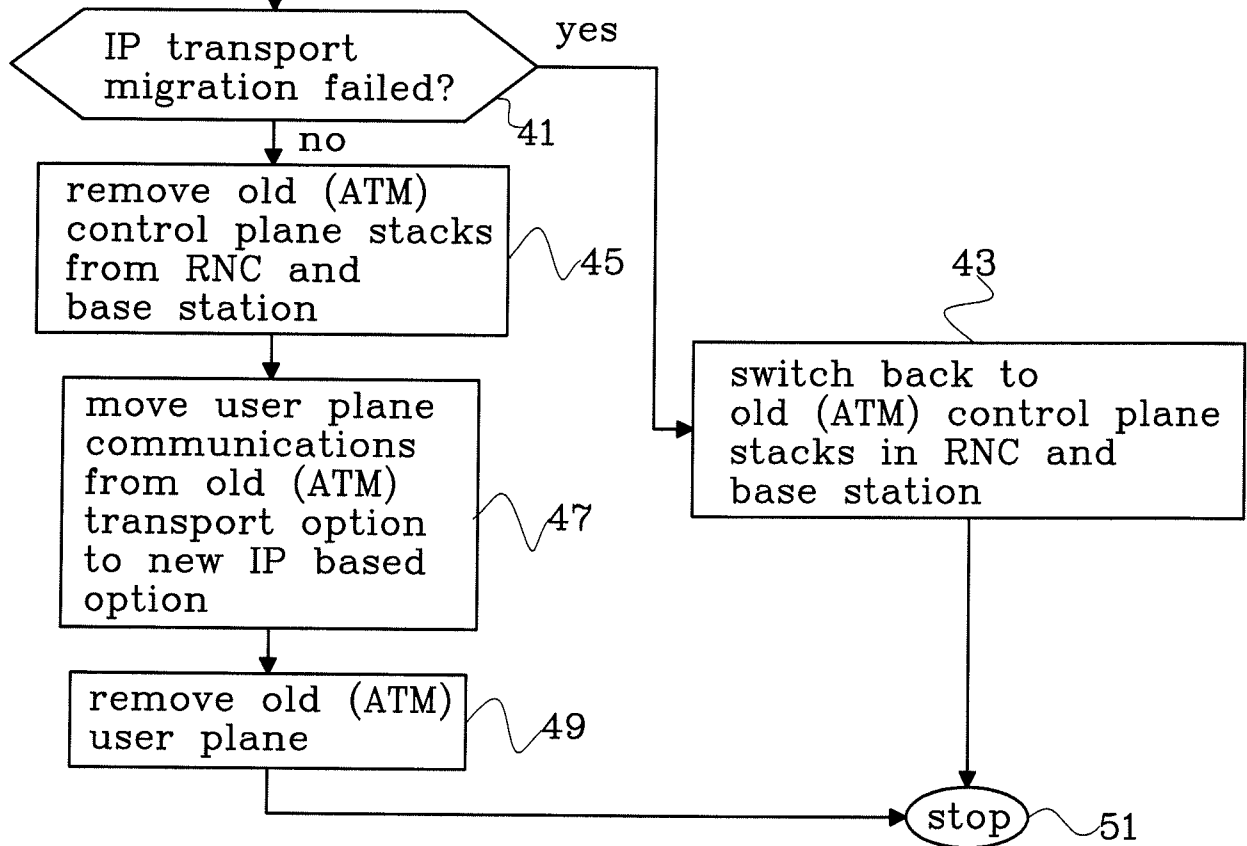 IP transport
migration failed?
yes
41
no
remove old (ATM)
control plane stacks
from RNC and
base station
45
move user plane
communications
from old (ATM)
transport option
to new IP based
option
47
remove old (ATM)
user plane
49
43
switch back to
old (ATM) control plane
stacks in RNC and
base station
stop
51